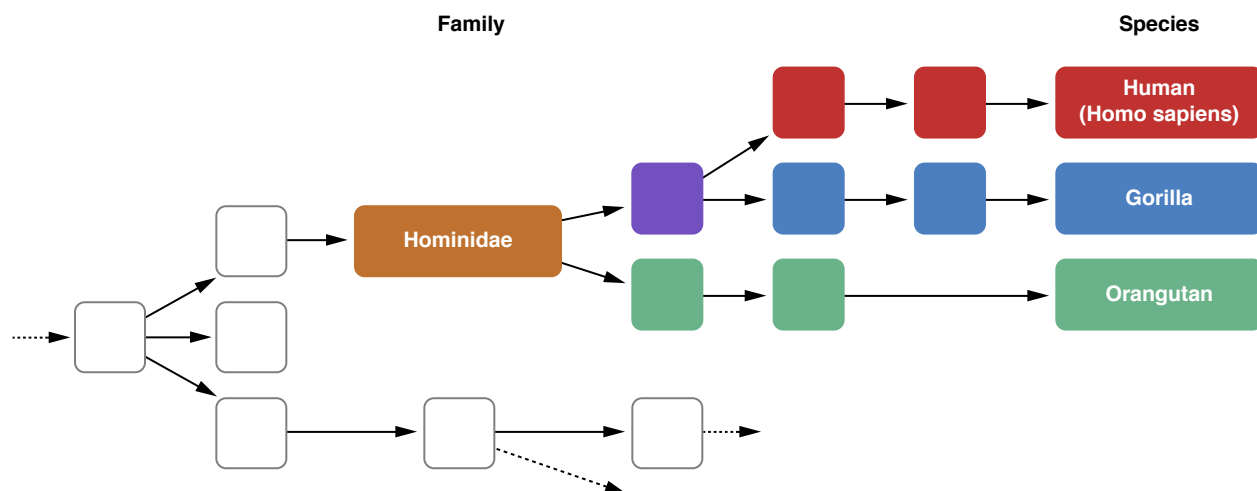 Family
Species
Human
(Homo sapiens)
Gorilla
Hominidae
Orangutan